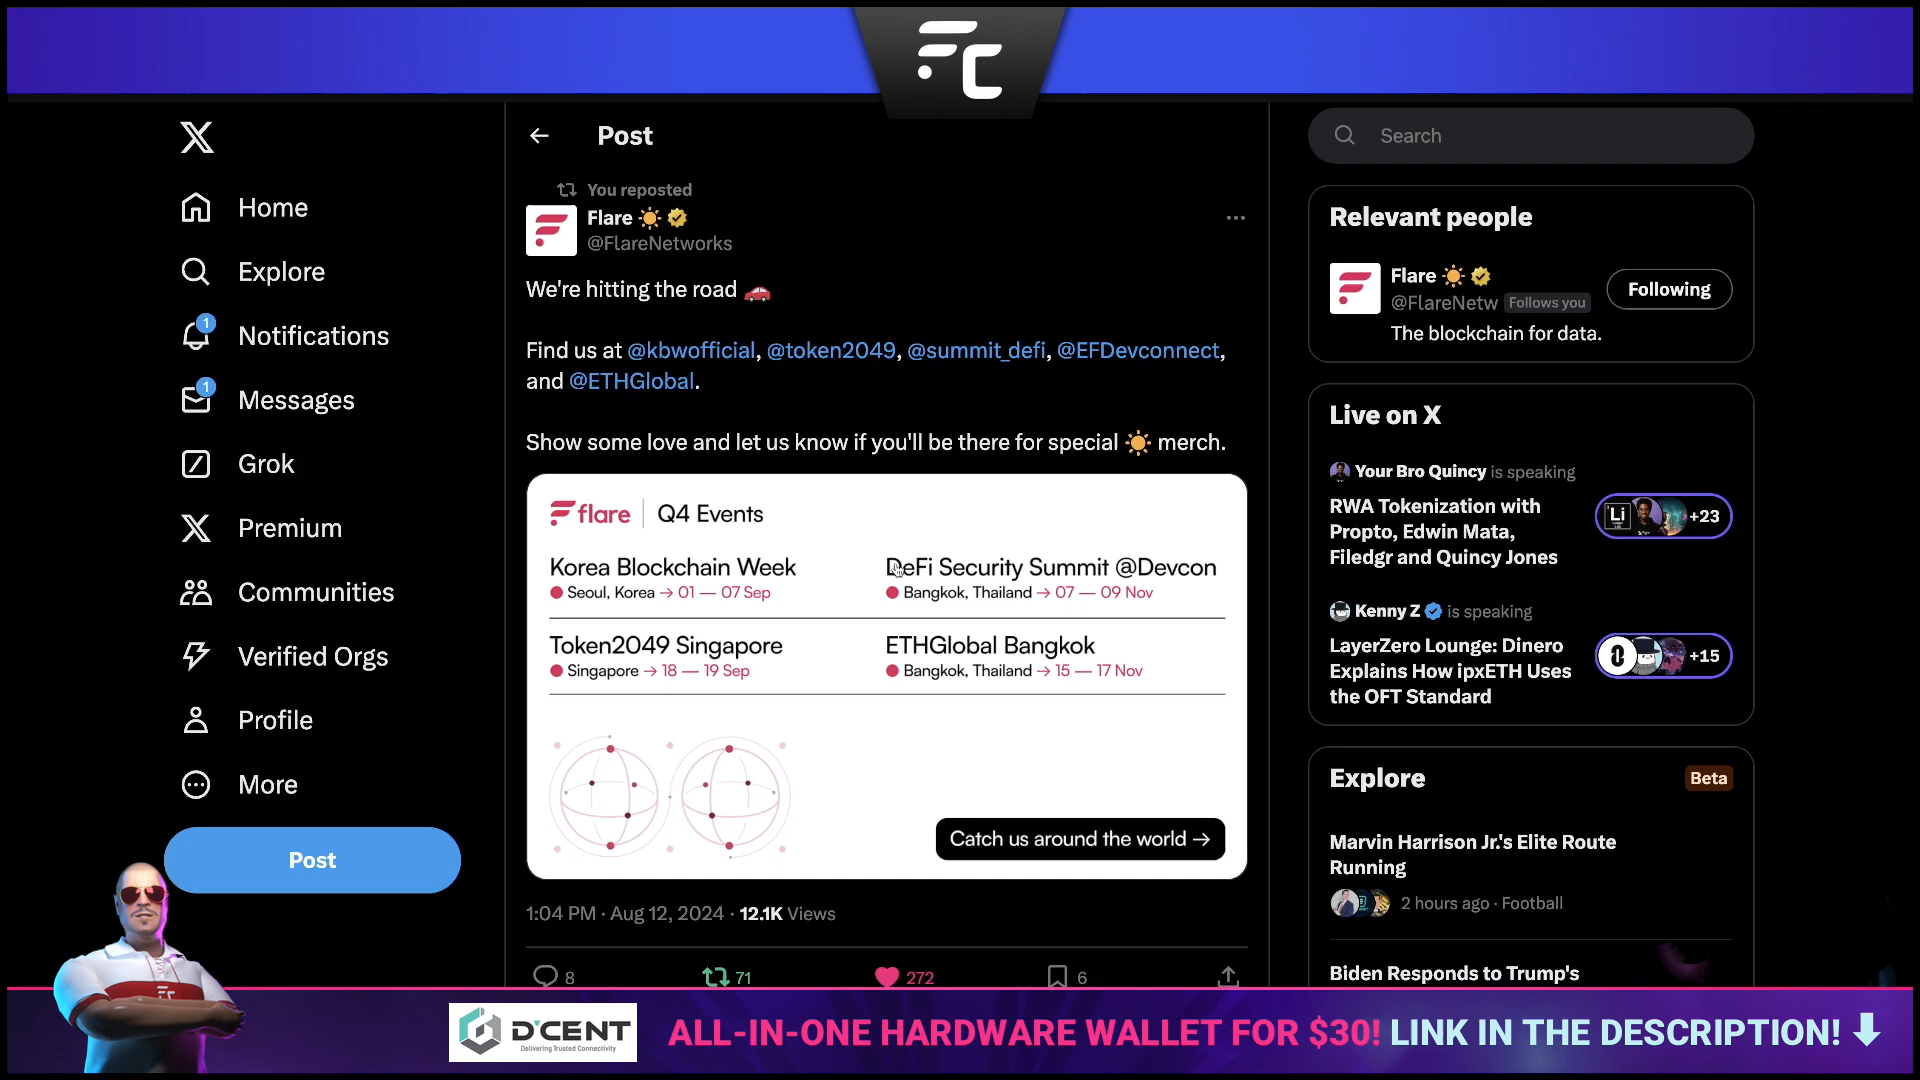 FC
Post
Search
You reposted
Flare
@FlareNetworks
We're hitting the road
Find us at @kbwofficial, @token2049, @summit_defi, @EFDevconnect,
and @ETHGlobal.
Show some love and let us know if you'll be there for special merch.
flare | Q4 Events
Korea Blockchain Week
Seoul, Korea → 01 — 07 Sep
DeFi Security Summit @Devcon
Bangkok, Thailand → 07 — 09 Nov
Token2049 Singapore
Singapore → 18 — 19 Sep
ETHGlobal Bangkok
Bangkok, Thailand → 15 — 17 Nov
Catch us around the world →
1:04 PM · Aug 12, 2024 · 12.1K Views
8
71
272
6
Home
Explore
1
Notifications
1
Messages
Grok
Premium
Communities
Verified Orgs
Profile
More
Post
Relevant people
Flare
@FlareNetw Follows you
Following
The blockchain for data.
Live on X
Your Bro Quincy is speaking
RWA Tokenization with
Propto, Edwin Mata,
Filedgr and Quincy Jones
Li
+23
Kenny Z is speaking
LayerZero Lounge: Dinero
Explains How ipxETH Uses
the OFT Standard
+15
Explore
Beta
Marvin Harrison Jr.'s Elite Route
Running
2 hours ago · Football
Biden Responds to Trump's
D'CENT
Delivering Trusted Connectivity
ALL-IN-ONE HARDWARE WALLET FOR $30! LINK IN THE DESCRIPTION!